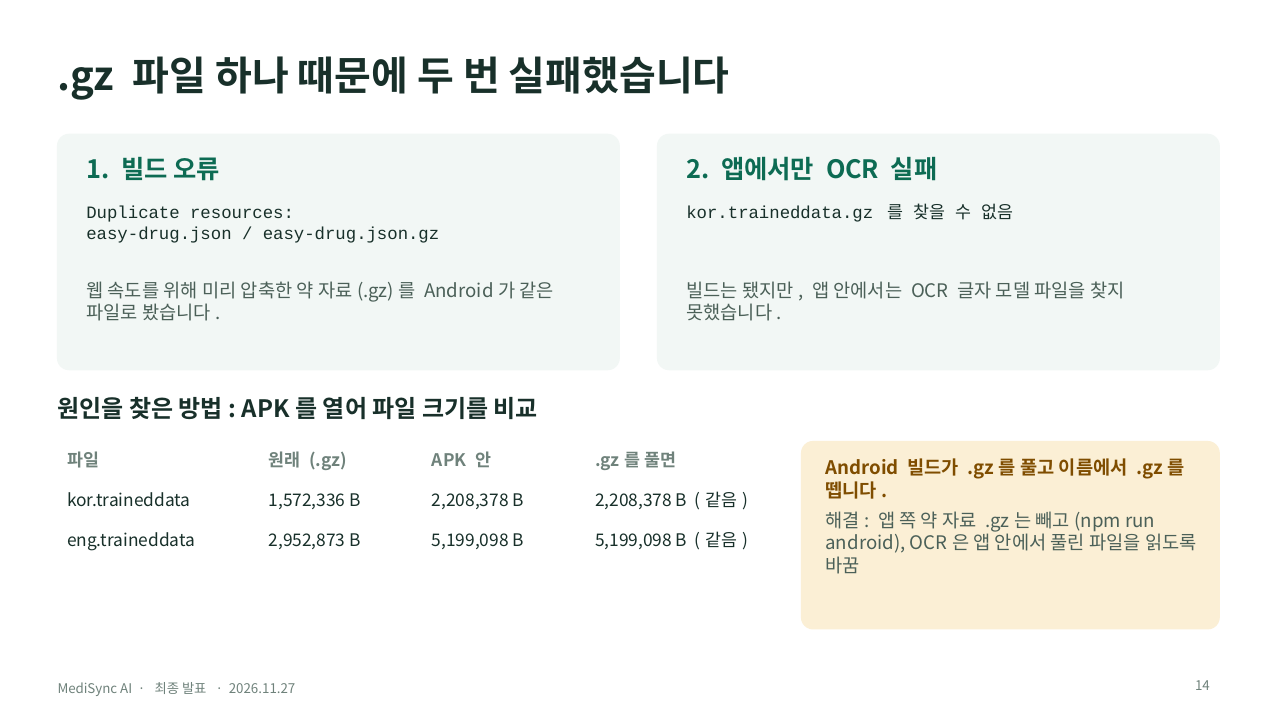 .gz 파일 하나 때문에 두 번 실패했습니다
1. 빌드 오류
Duplicate resources:
easy-drug.json / easy-drug.json.gz
웹 속도를 위해 미리 압축한 약 자료 (.gz) 를 Android 가 같은
파일로 봤습니다 .
2. 앱에서만 OCR 실패
kor.traineddata.gz 를 찾을 수 없음
빌드는 됐지만 , 앱 안에서는 OCR 글자 모델 파일을 찾지
못했습니다 .
원인을 찾은 방법 : APK 를 열어 파일 크기를 비교
파일 원래 (.gz) APK 안 .gz 를 풀면
kor.traineddata 1,572,336 B 2,208,378 B 2,208,378 B ( 같음 )
eng.traineddata 2,952,873 B 5,199,098 B 5,199,098 B ( 같음 )
Android 빌드가 .gz 를 풀고 이름에서 .gz 를
뗍니다 .
해결 : 앱 쪽 약 자료 .gz 는 빼고 (npm run
android), OCR 은 앱 안에서 풀린 파일을 읽도록
바꿈
MediSync AI · 최종 발표 · 2026.11.27
14